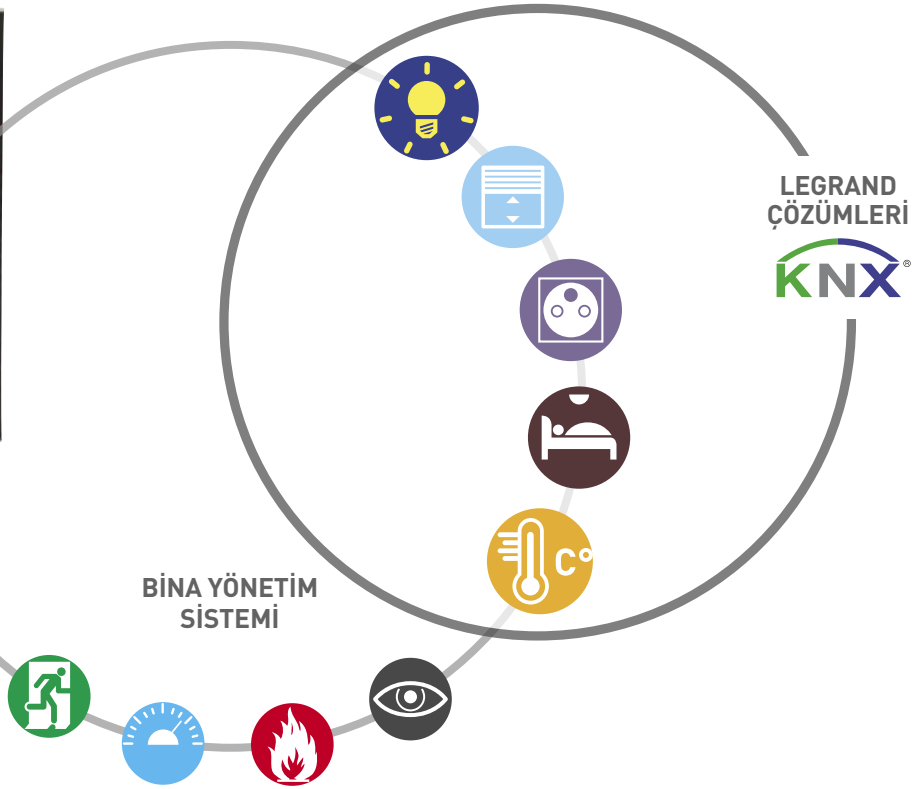 LEGRAND
ÇÖZÜMLERİ
KNX®
C°
BİNA YÖNETİM
SİSTEMİ